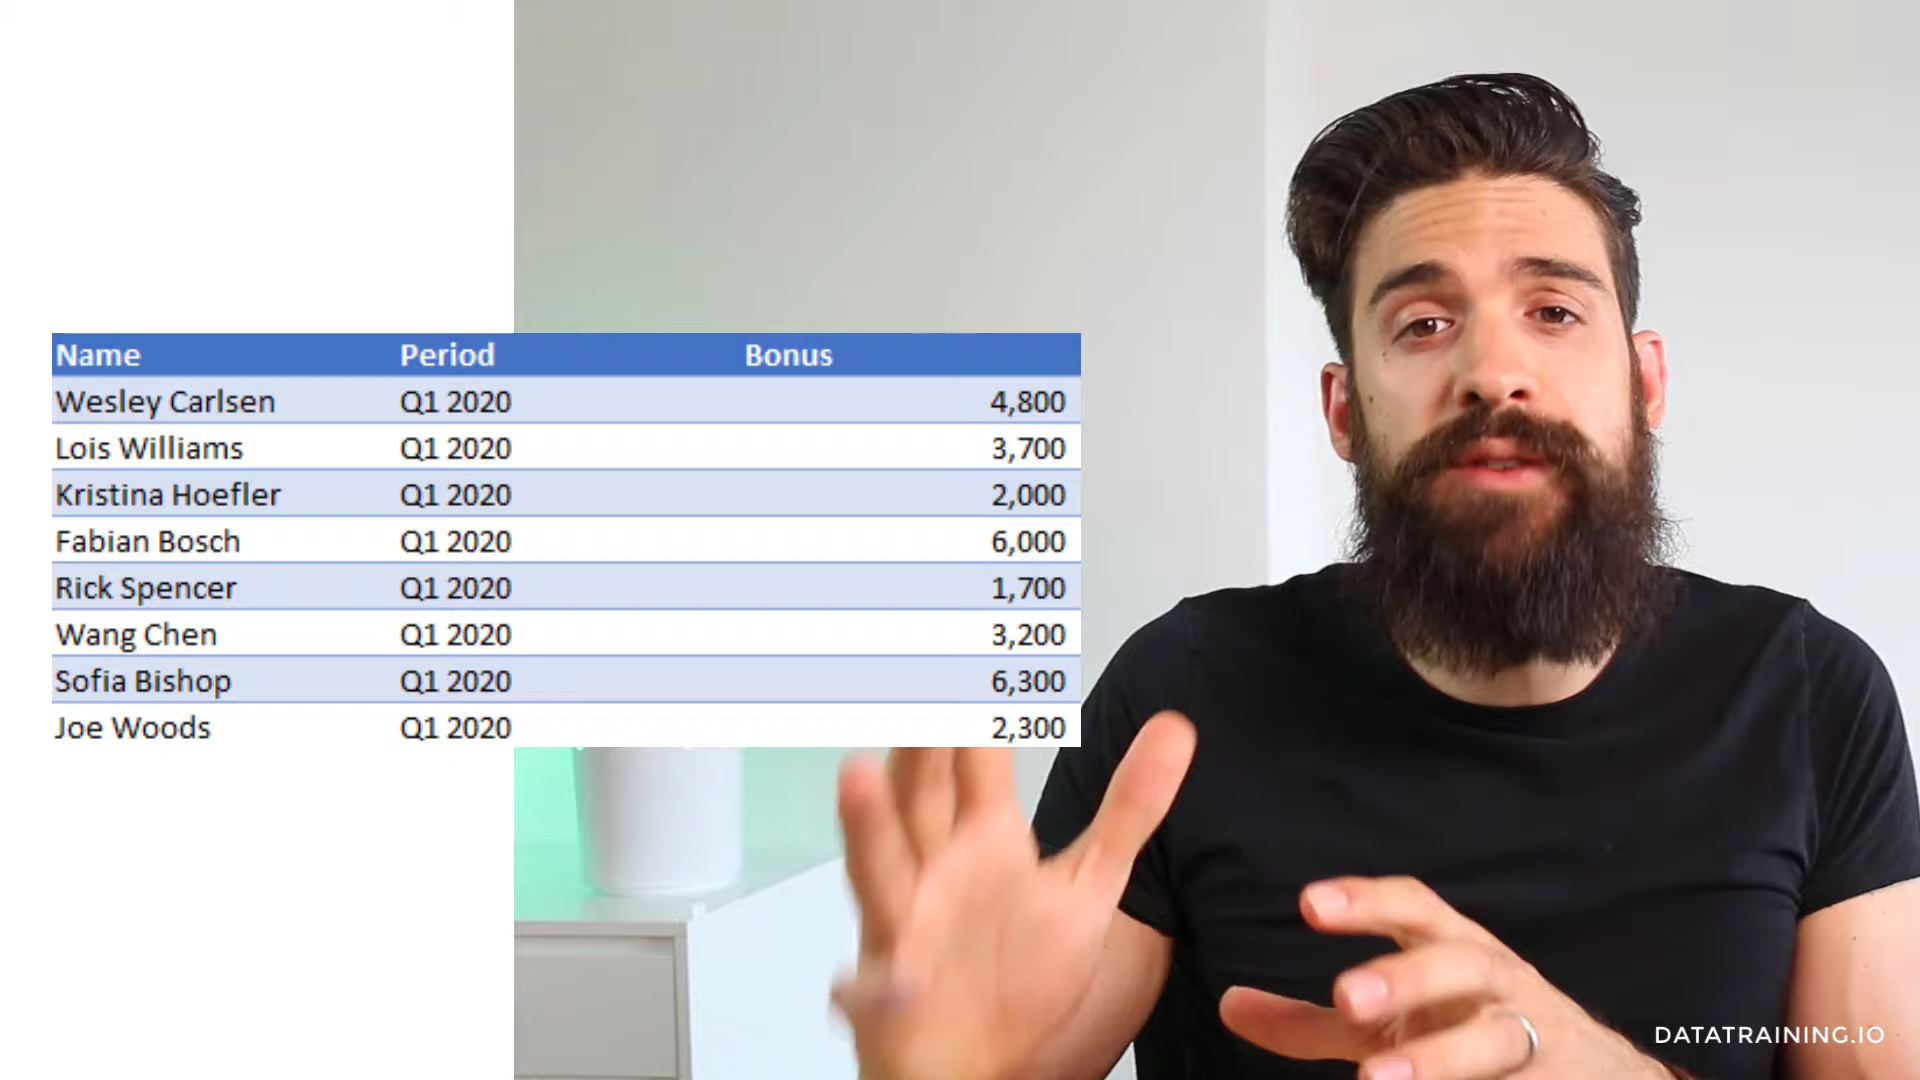 Name Period Bonus
Wesley Carlsen Q1 2020 4,800
Lois Williams Q1 2020 3,700
Kristina Hoefler Q1 2020 2,000
Fabian Bosch Q1 2020 6,000
Rick Spencer Q1 2020 1,700
Wang Chen Q1 2020 3,200
Sofia Bishop Q1 2020 6,300
Joe Woods Q1 2020 2,300
DATATRAINING.IO